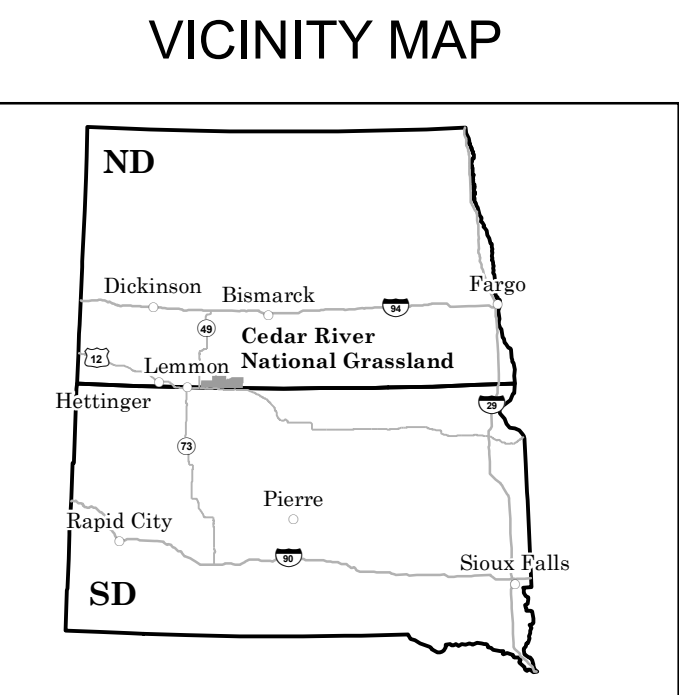 VICINITY MAP
ND
Dickinson
Bismarck
Fargo
94
49
Cedar River
National Grassland
12
Lemmon
Hettinger
29
73
Pierre
Rapid City
90
Sioux Falls
SD